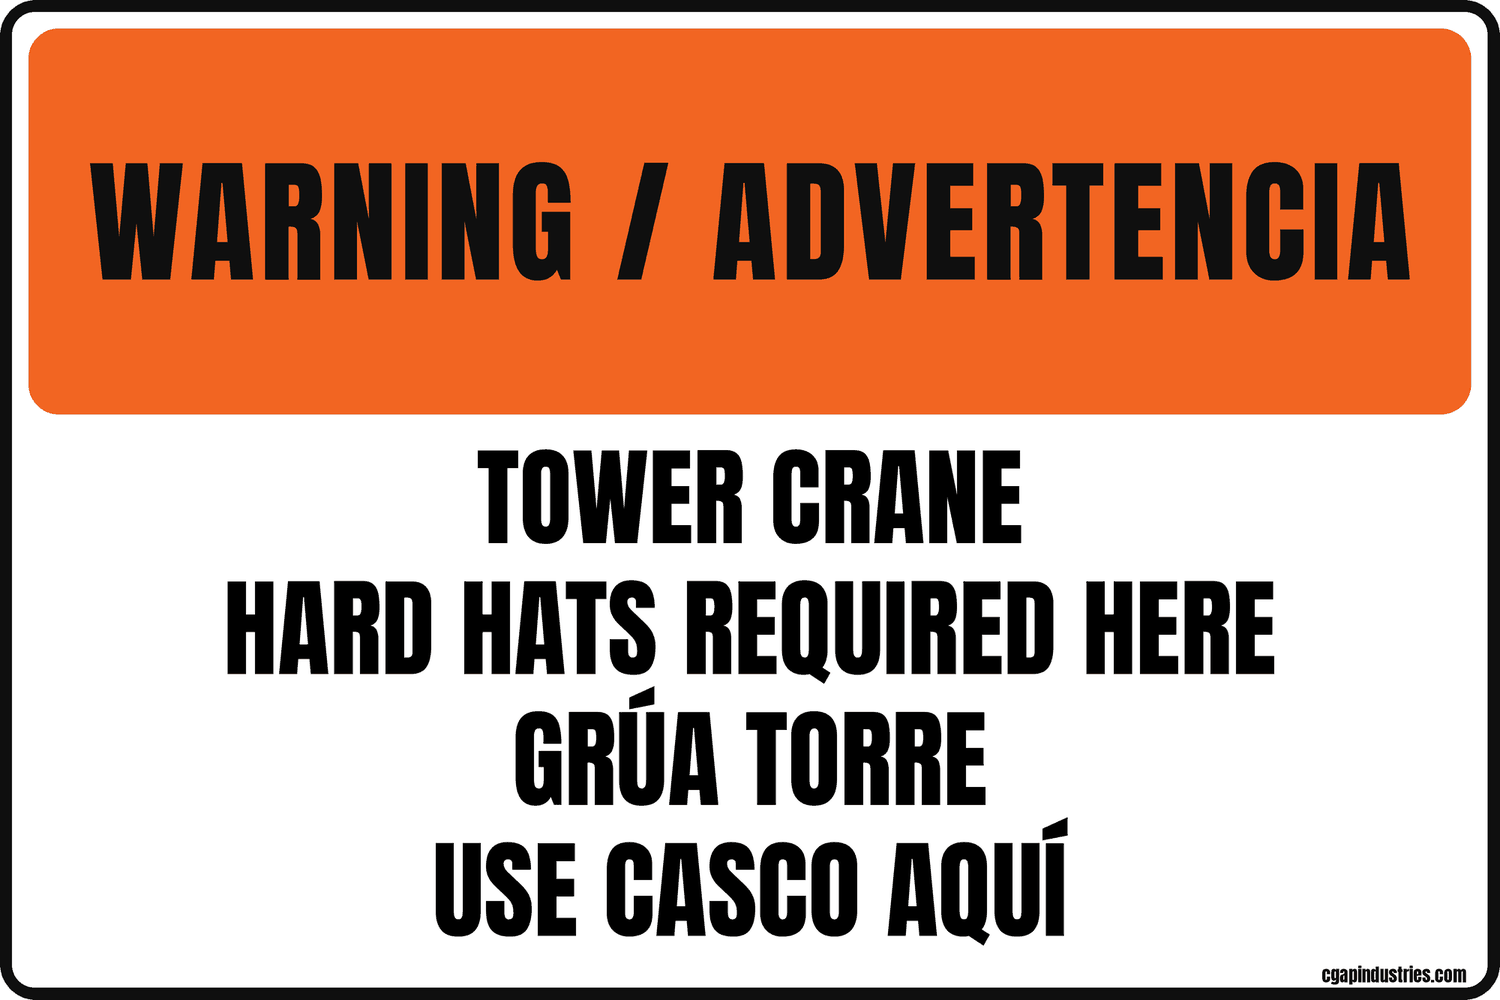 WARNING / ADVERTENCIA
TOWER CRANE
HARD HATS REQUIRED HERE
GRÚA TORRE
USE CASCO AQUÍ
cgapindustries.com